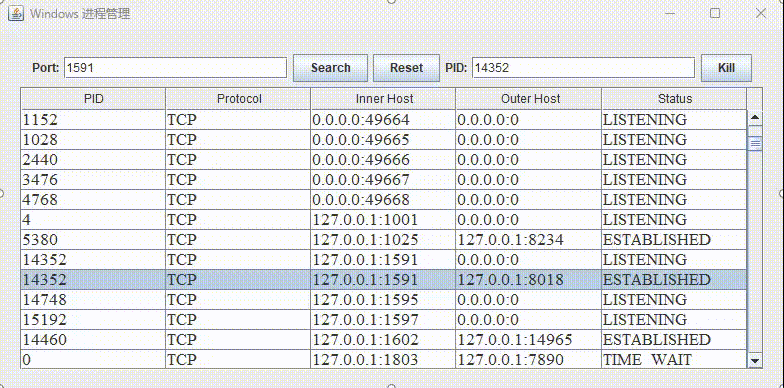 Windows 进程管理
Port: 1591 Search Reset PID: 14352 Kill
PID Protocol Inner Host Outer Host Status
1152 TCP 0.0.0.0:49664 0.0.0.0:0 LISTENING
1028 TCP 0.0.0.0:49665 0.0.0.0:0 LISTENING
2440 TCP 0.0.0.0:49666 0.0.0.0:0 LISTENING
3476 TCP 0.0.0.0:49667 0.0.0.0:0 LISTENING
4768 TCP 0.0.0.0:49668 0.0.0.0:0 LISTENING
4 TCP 127.0.0.1:1001 0.0.0.0:0 LISTENING
5380 TCP 127.0.0.1:1025 127.0.0.1:8234 ESTABLISHED
14352 TCP 127.0.0.1:1591 0.0.0.0:0 LISTENING
14352 TCP 127.0.0.1:1591 127.0.0.1:8018 ESTABLISHED
14748 TCP 127.0.0.1:1595 0.0.0.0:0 LISTENING
15192 TCP 127.0.0.1:1597 0.0.0.0:0 LISTENING
14460 TCP 127.0.0.1:1602 127.0.0.1:14965 ESTABLISHED
0 TCP 127.0.0.1:1803 127.0.0.1:7890 TIME_WAIT